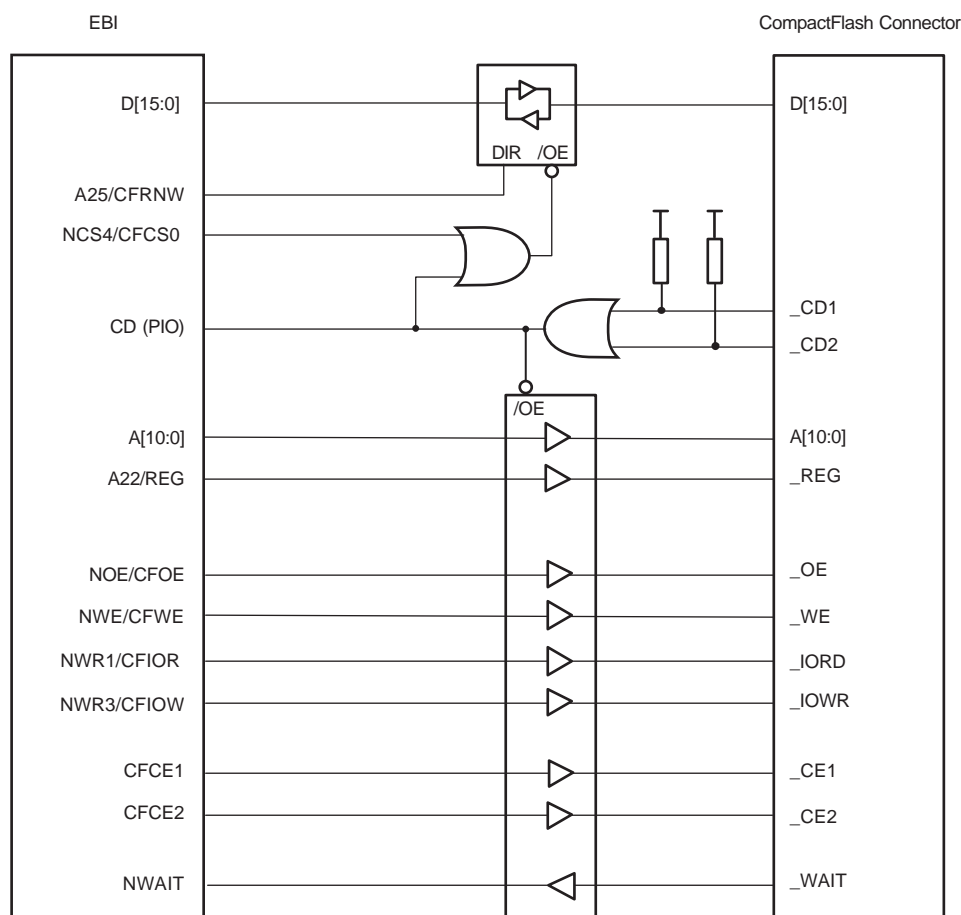 EBI
CompactFlash Connector
D[15:0]
D[15:0]
DIR /OE
A25/CFRNW
NCS4/CFCS0
_CD1
CD (PIO)
_CD2
/OE
A[10:0]
A[10:0]
A22/REG
_REG
NOE/CFOE
_OE
NWE/CFWE
_WE
NWR1/CFIOR
_IORD
NWR3/CFIOW
_IOWR
CFCE1
_CE1
CFCE2
_CE2
NWAIT
_WAIT